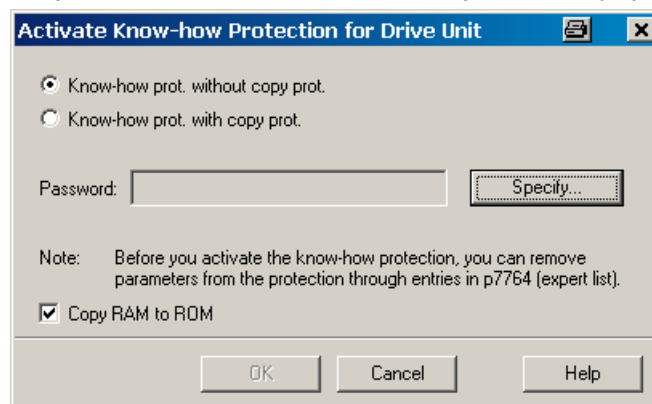 Activate Know-how Protection for Drive Unit
Know-how prot. without copy prot.
Know-how prot. with copy prot.
Password:
Specify...
Note: Before you activate the know-how protection, you can remove
parameters from the protection through entries in p7764 (expert list).
Copy RAM to ROM
OK Cancel Help